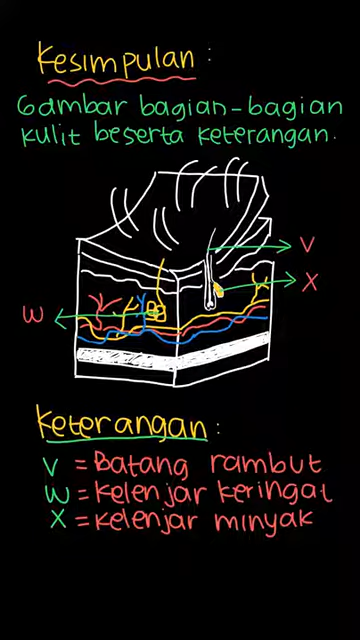 Kesimpulan :
Gambar bagian-bagian
kulit beserta keterangan.
V
X
W
Keterangan :
V = Batang rambut
W = Kelenjar keringat
X = Kelenjar minyak